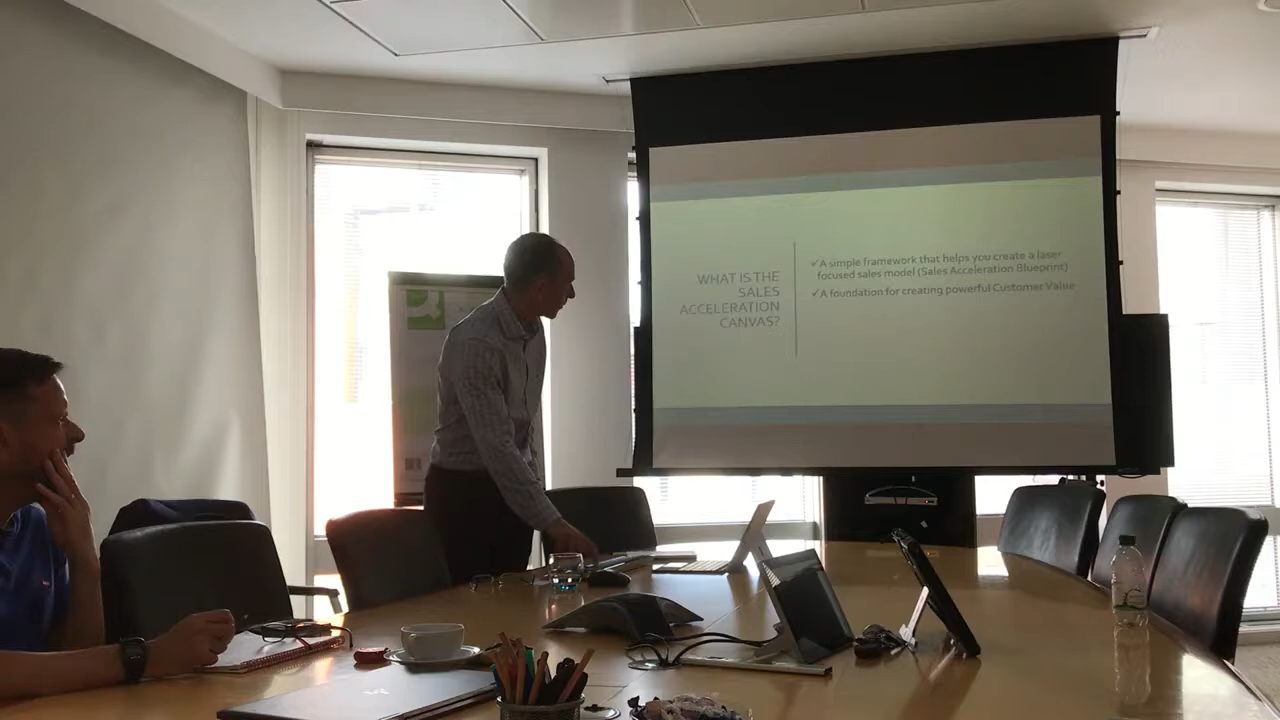 WHAT IS THE
SALES
ACCELERATION
CANVAS?
✓A simple framework that helps you create a laser
focused sales model (Sales Acceleration Blueprint)
✓A foundation for creating powerful Customer Value